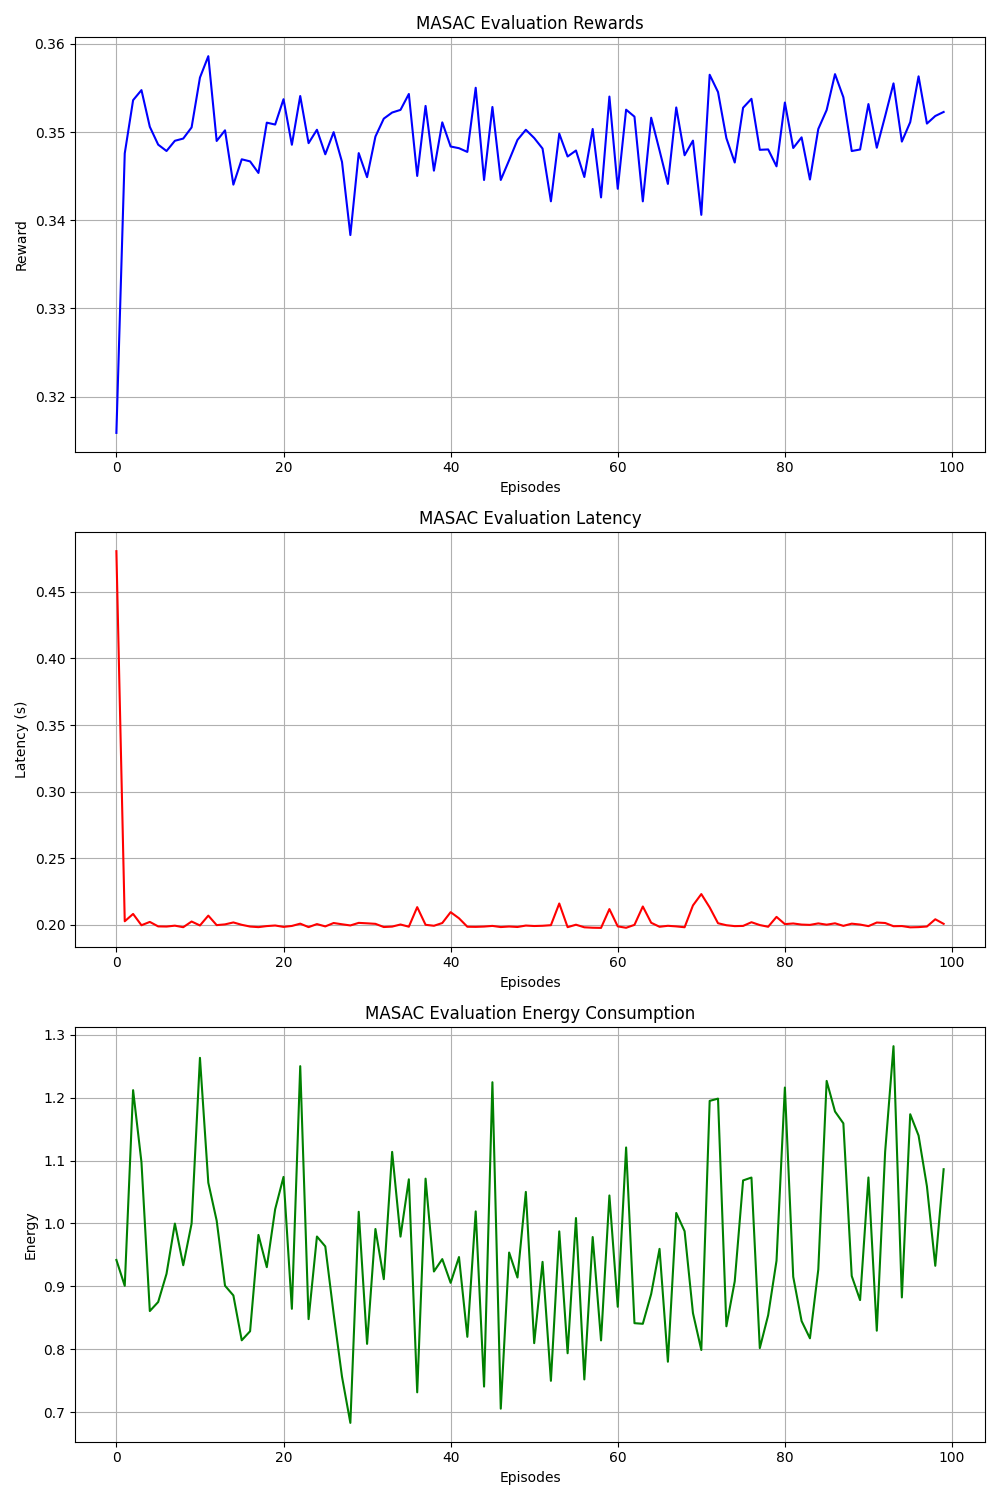 MASAC Evaluation Rewards
0.36
0.35
0.34
0.33
0.32
Reward
0 20 40 60 80 100
Episodes
MASAC Evaluation Latency
0.45
0.40
0.35
0.30
0.25
0.20
Latency (s)
0 20 40 60 80 100
Episodes
MASAC Evaluation Energy Consumption
1.3
1.2
1.1
1.0
0.9
0.8
0.7
Energy
0 20 40 60 80 100
Episodes